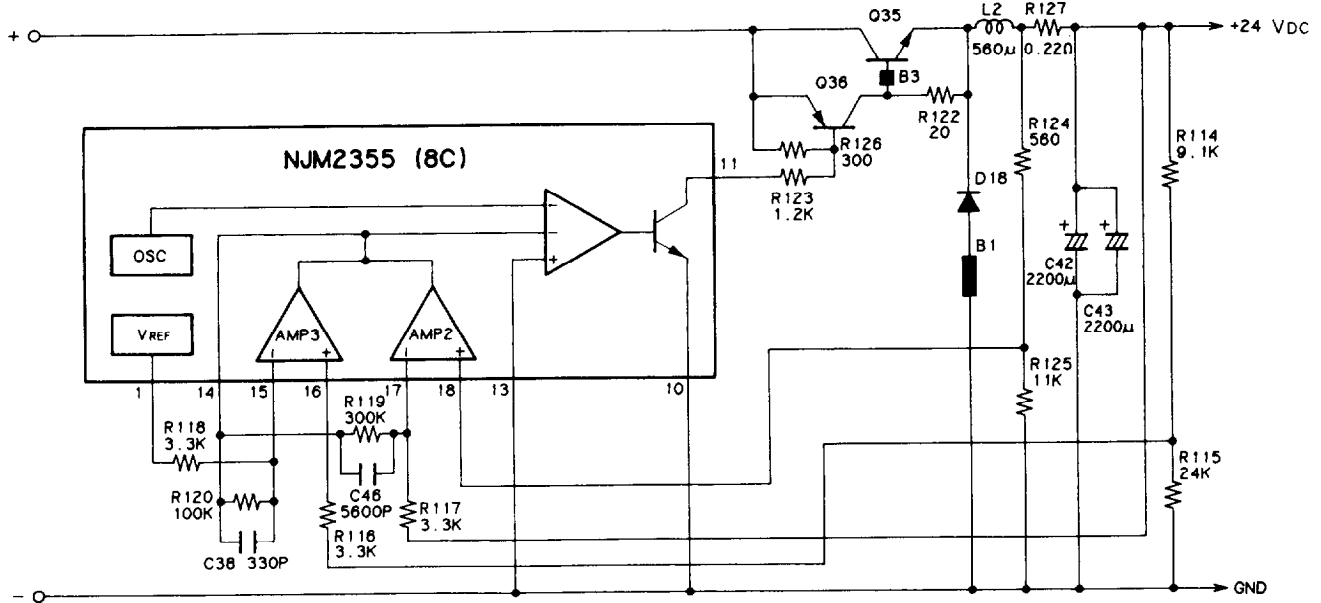 L2
R127
Q35
+
+24 VDC
560μ
0.22Ω
B3
Q36
R122
20
R124
560
R114
9.1K
NJM2355 (8C)
11
R126
300
R123
1.2K
D18
OSC
B1
+
+
C42
2200μ
C43
2200μ
VREF
AMP3
AMP2
−
−
+
−
+
−
+
1
14
15
16
17
18
13
10
R125
11K
R119
300K
R118
3.3K
R115
24K
R120
100K
C46
5600P
R117
3.3K
R116
3.3K
C38
330P
−
GND